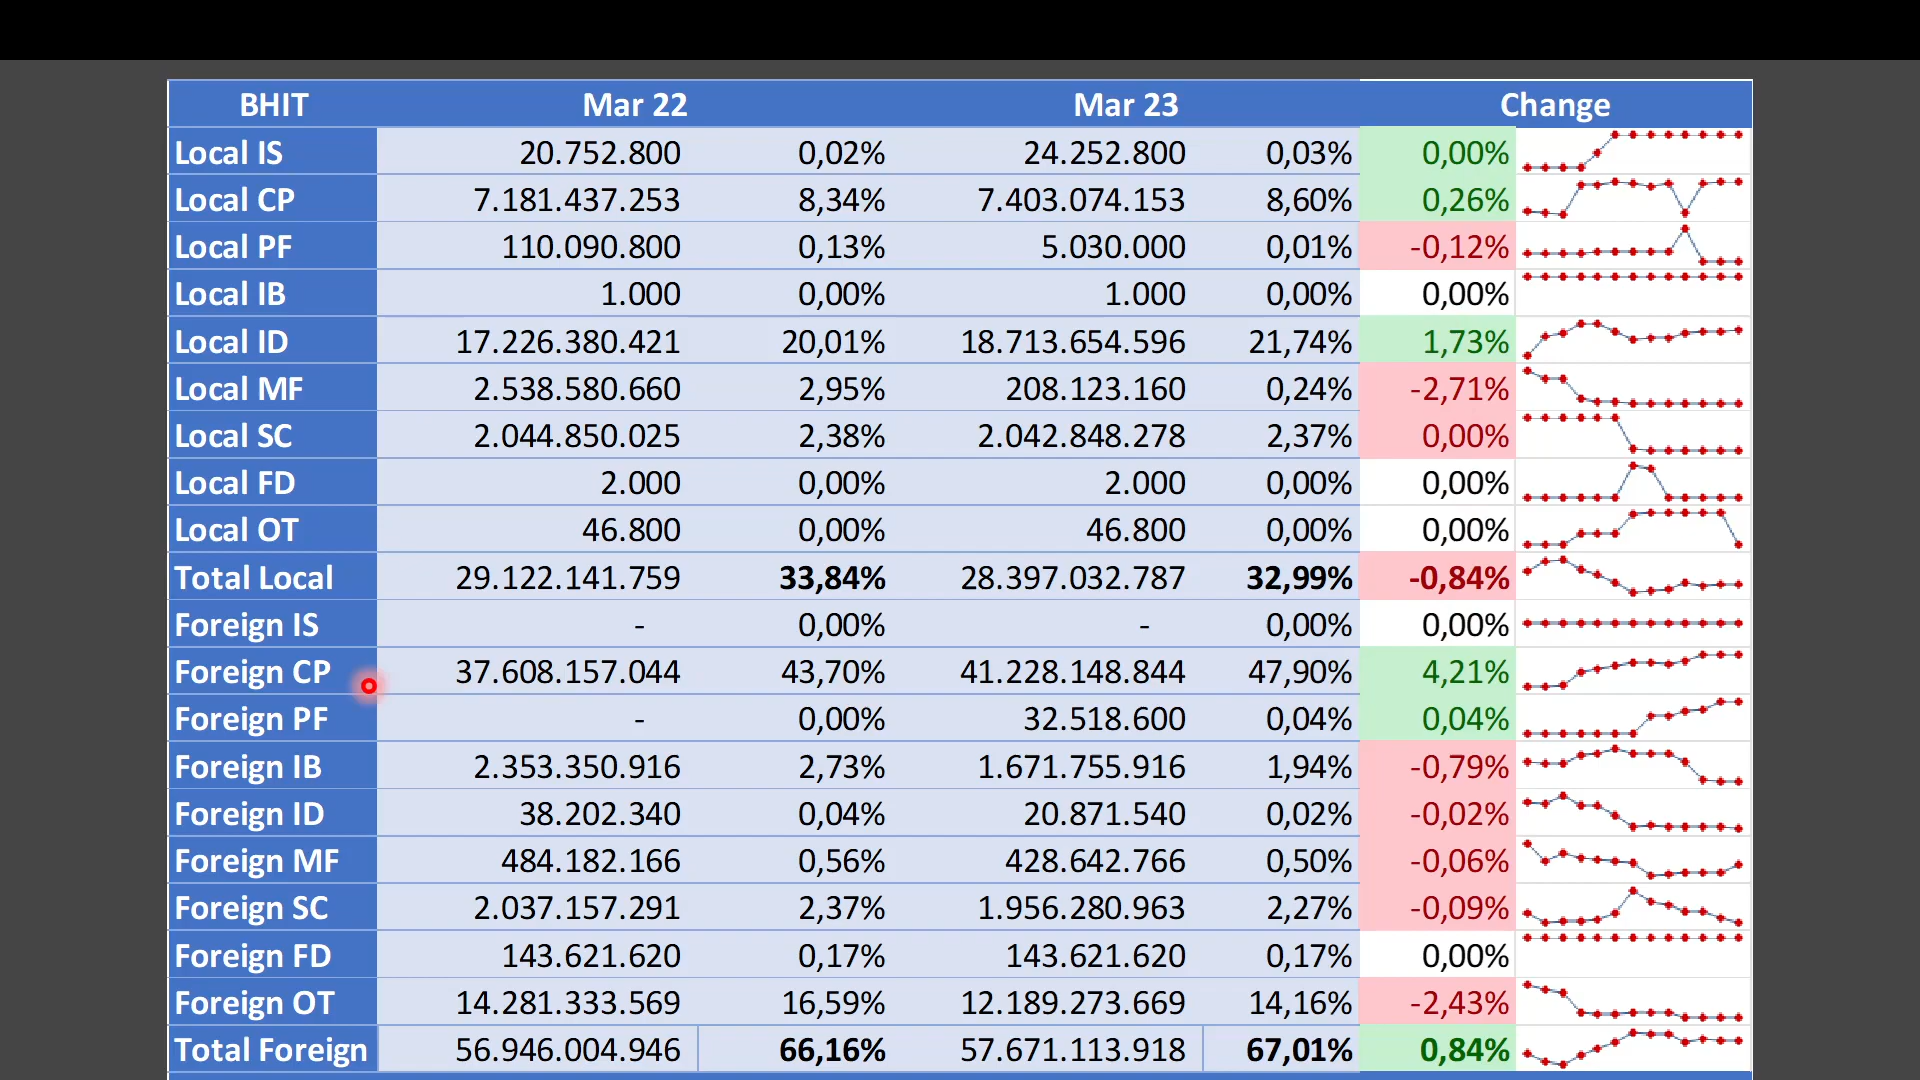 BHIT Mar 22 Mar 23 Change
Local IS 20.752.800 0,02% 24.252.800 0,03% 0,00%
Local CP 7.181.437.253 8,34% 7.403.074.153 8,60% 0,26%
Local PF 110.090.800 0,13% 5.030.000 0,01% -0,12%
Local IB 1.000 0,00% 1.000 0,00% 0,00%
Local ID 17.226.380.421 20,01% 18.713.654.596 21,74% 1,73%
Local MF 2.538.580.660 2,95% 208.123.160 0,24% -2,71%
Local SC 2.044.850.025 2,38% 2.042.848.278 2,37% 0,00%
Local FD 2.000 0,00% 2.000 0,00% 0,00%
Local OT 46.800 0,00% 46.800 0,00% 0,00%
Total Local 29.122.141.759 33,84% 28.397.032.787 32,99% -0,84%
Foreign IS - 0,00% - 0,00% 0,00%
Foreign CP 37.608.157.044 43,70% 41.228.148.844 47,90% 4,21%
Foreign PF - 0,00% 32.518.600 0,04% 0,04%
Foreign IB 2.353.350.916 2,73% 1.671.755.916 1,94% -0,79%
Foreign ID 38.202.340 0,04% 20.871.540 0,02% -0,02%
Foreign MF 484.182.166 0,56% 428.642.766 0,50% -0,06%
Foreign SC 2.037.157.291 2,37% 1.956.280.963 2,27% -0,09%
Foreign FD 143.621.620 0,17% 143.621.620 0,17% 0,00%
Foreign OT 14.281.333.569 16,59% 12.189.273.669 14,16% -2,43%
Total Foreign 56.946.004.946 66,16% 57.671.113.918 67,01% 0,84%